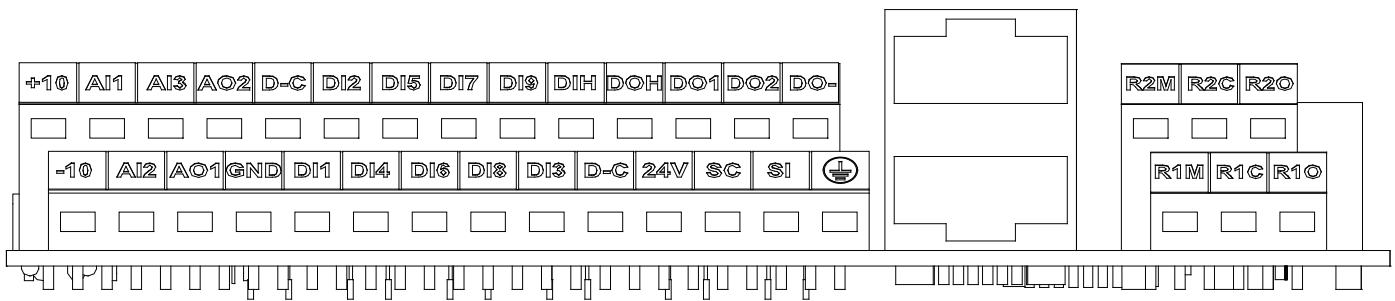 +10 AI1 AI3 AO2 D-C DI2 DI5 DI7 DI9 DIH DOH DO1 DO2 DO- R2M R2C R2O
-10 AI2 AO1 GND DI1 DI4 DI6 DI8 DI3 D-C 24V SC SI R1M R1C R1O